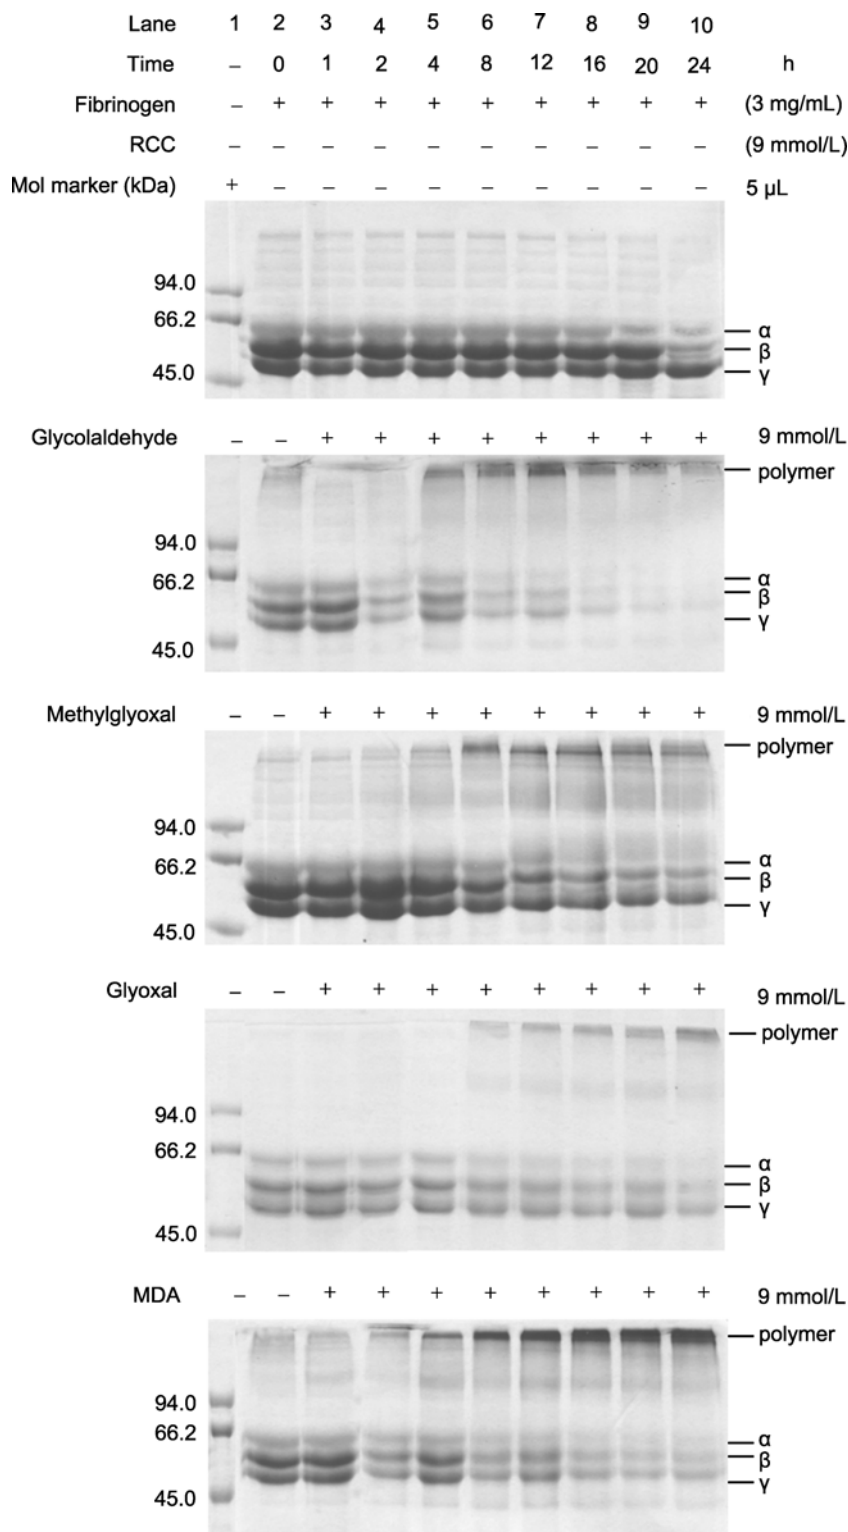 Lane 1 2 3 4 5 6 7 8 9 10
Time – 0 1 2 4 8 12 16 20 24 h
Fibrinogen – + + + + + + + + + (3 mg/mL)
RCC – – – – – – – – – – (9 mmol/L)
Mol marker (kDa) + – – – – – – – – – 5 µL
94.0
66.2
45.0
α
β
γ
Glycolaldehyde – – + + + + + + + + 9 mmol/L
polymer
94.0
66.2
45.0
α
β
γ
Methylglyoxal – – + + + + + + + + 9 mmol/L
polymer
94.0
66.2
45.0
α
β
γ
Glyoxal – – + + + + + + + + 9 mmol/L
polymer
94.0
66.2
45.0
α
β
γ
MDA – – + + + + + + + + 9 mmol/L
polymer
94.0
66.2
45.0
α
β
γ